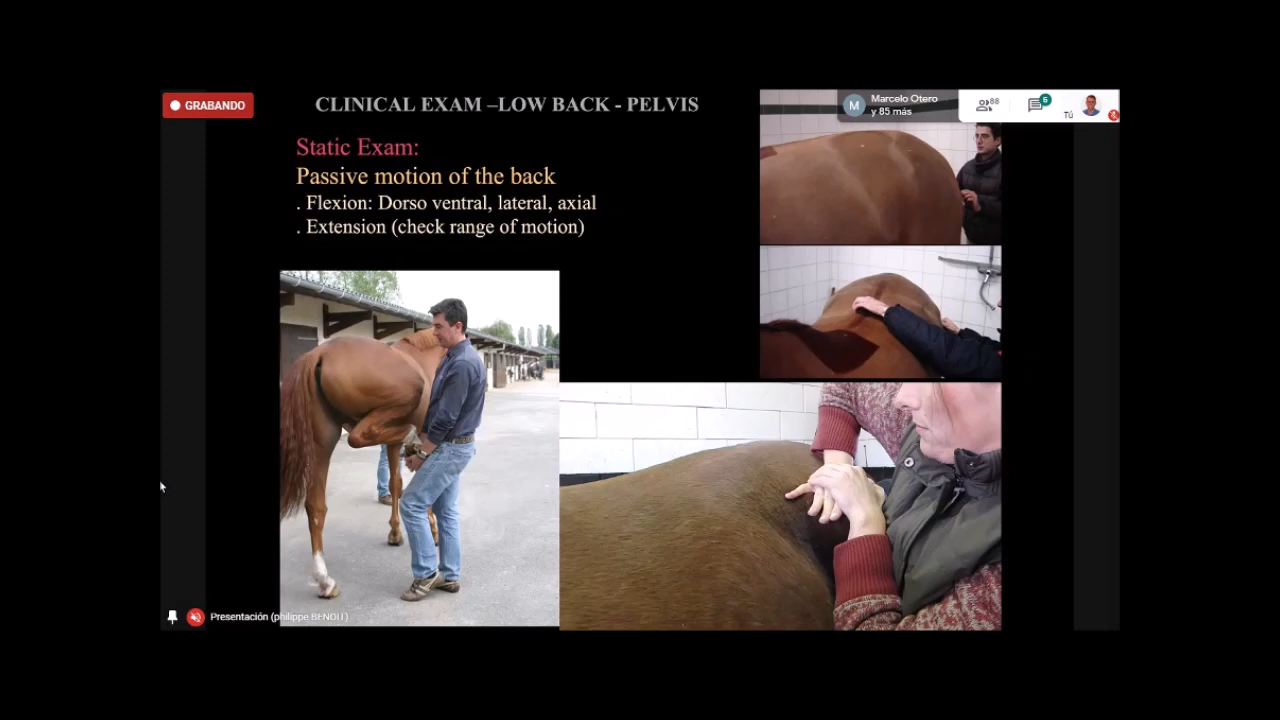 GRABANDO
CLINICAL EXAM –LOW BACK - PELVIS
M
Marcelo Otero
y 85 más
88
6
Tú
Static Exam:
Passive motion of the back
. Flexion: Dorso ventral, lateral, axial
. Extension (check range of motion)
Presentación (philippe BENOIT)